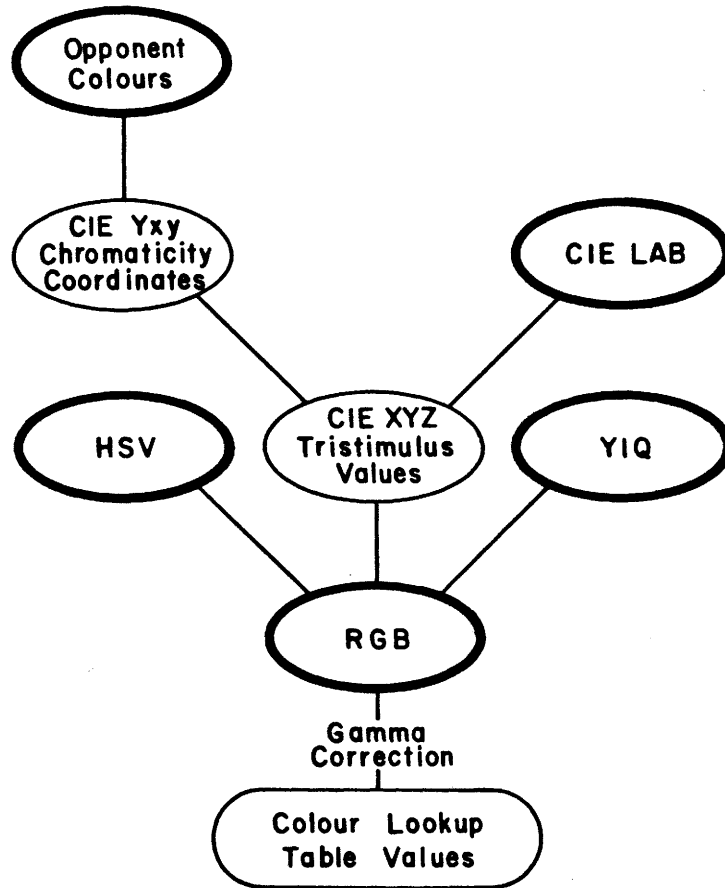 Opponent
Colours
CIE Yxy
Chromaticity
Coordinates
CIE LAB
HSV
CIE XYZ
Tristimulus
Values
YIQ
RGB
Gamma
Correction
Colour Lookup
Table Values